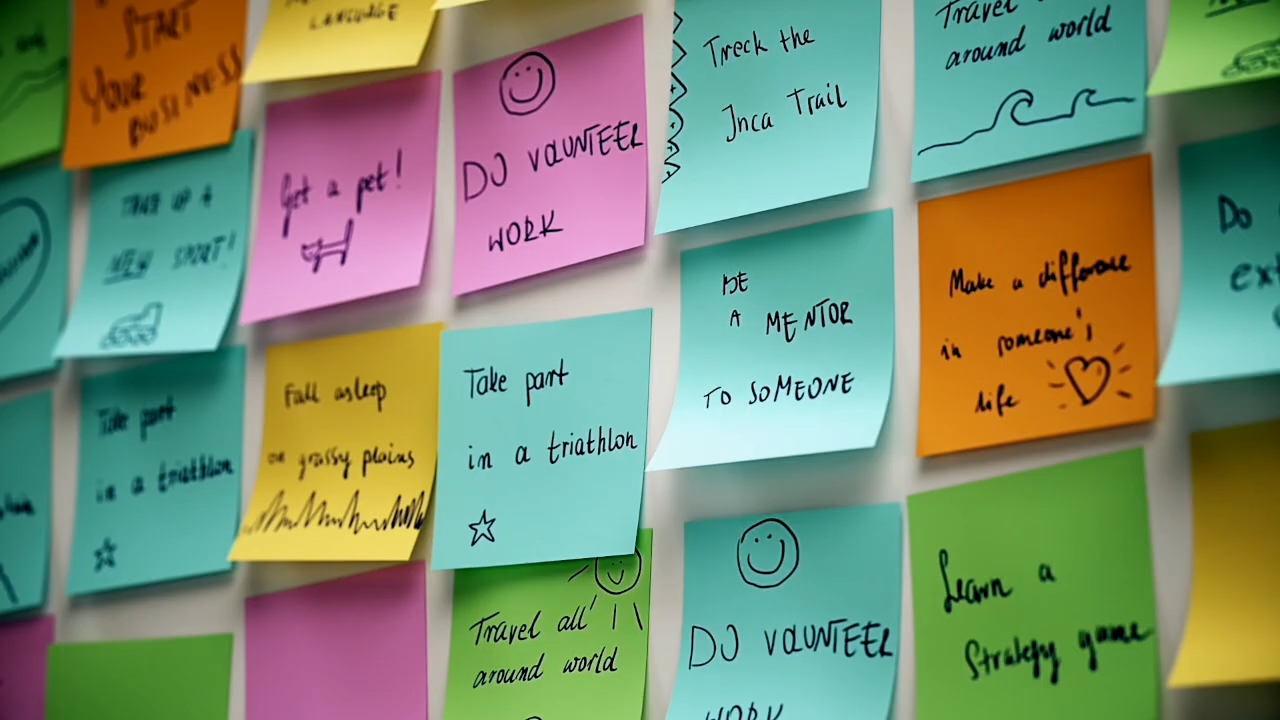 START
YOUR
BUSINESS
LANGUAGE
DO VOLUNTEER
WORK
Treck the
Inca Trail
Travel
around world
TAKE UP A
NEW SPORT!
Get a pet!
BE
A MENTOR
TO SOMEONE
Make a difference
in someone's
life
Do
Take part
in a triathlon
Fall asleep
on grassy plains
Take part
in a triathlon
Travel all
around world
DO VOLUNTEER
WORK
Learn a
Strategy game